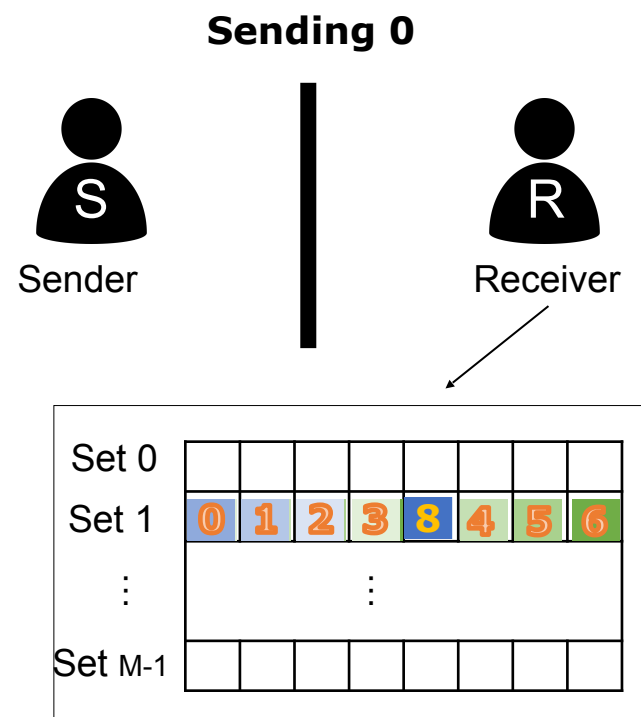 Sending 0
S
R
Sender
Receiver
Set 0
Set 1 0 1 2 3 8 4 5 6
⋮ ⋮
Set M-1